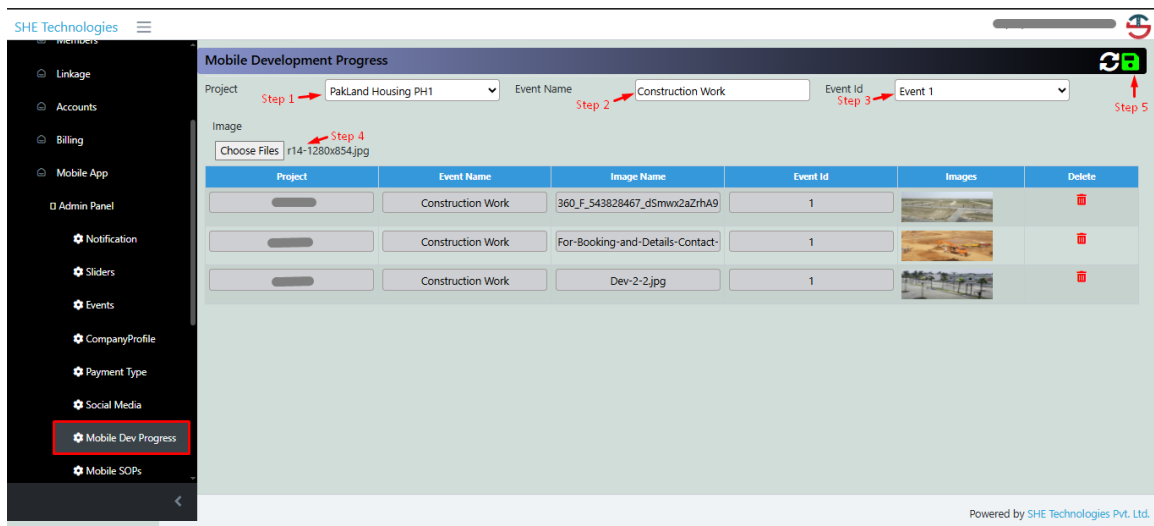 SHE Technologies
Members
Linkage
Accounts
Billing
Mobile App
Admin Panel
Notification
Sliders
Events
CompanyProfile
Payment Type
Social Media
Mobile Dev Progress
Mobile SOPs
Mobile Development Progress
Project Step 1 PakLand Housing PH1 Event Name Step 2 Construction Work Event Id Step 3 Event 1 Step 5
Image
Step 4
Choose Files r14-1280x854.jpg
Project Event Name Image Name Event Id Images Delete
Construction Work 360_F_543828467_dSmwx2aZrhA9 1
Construction Work For-Booking-and-Details-Contact- 1
Construction Work Dev-2-2.jpg 1
Powered by SHE Technologies Pvt. Ltd.